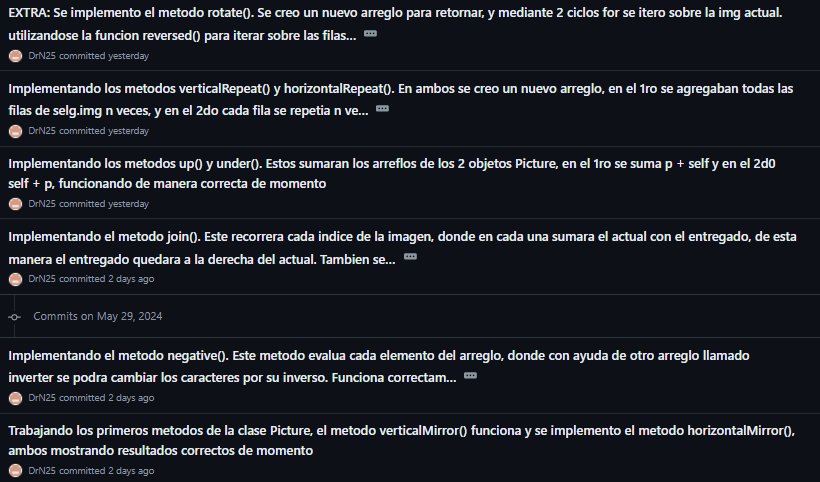 EXTRA: Se implemento el metodo rotate(). Se creo un nuevo arreglo para retornar, y mediante 2 ciclos for se itero sobre la img actual.
utilizandose la funcion reversed() para iterar sobre las filas...
DrN25 committed yesterday
Implementando los metodos verticalRepeat() y horizontalRepeat(). En ambos se creo un nuevo arreglo, en el 1ro se agregaban todas las
filas de selg.img n veces, y en el 2do cada fila se repetia n ve...
DrN25 committed yesterday
Implementando los metodos up() y under(). Estos sumaran los arreflos de los 2 objetos Picture, en el 1ro se suma p + self y en el 2d0
self + p, funcionando de manera correcta de momento
DrN25 committed yesterday
Implementando el metodo join(). Este recorrera cada indice de la imagen, donde en cada una sumara el actual con el entregado, de esta
manera el entregado quedara a la derecha del actual. Tambien se...
DrN25 committed 2 days ago
Commits on May 29, 2024
Implementando el metodo negative(). Este metodo evalua cada elemento del arreglo, donde con ayuda de otro arreglo llamado
inverter se podra cambiar los caracteres por su inverso. Funciona correctam...
DrN25 committed 2 days ago
Trabajando los primeros metodos de la clase Picture, el metodo verticalMirror() funciona y se implemento el metodo horizontalMirror(),
ambos mostrando resultados correctos de momento
DrN25 committed 2 days ago